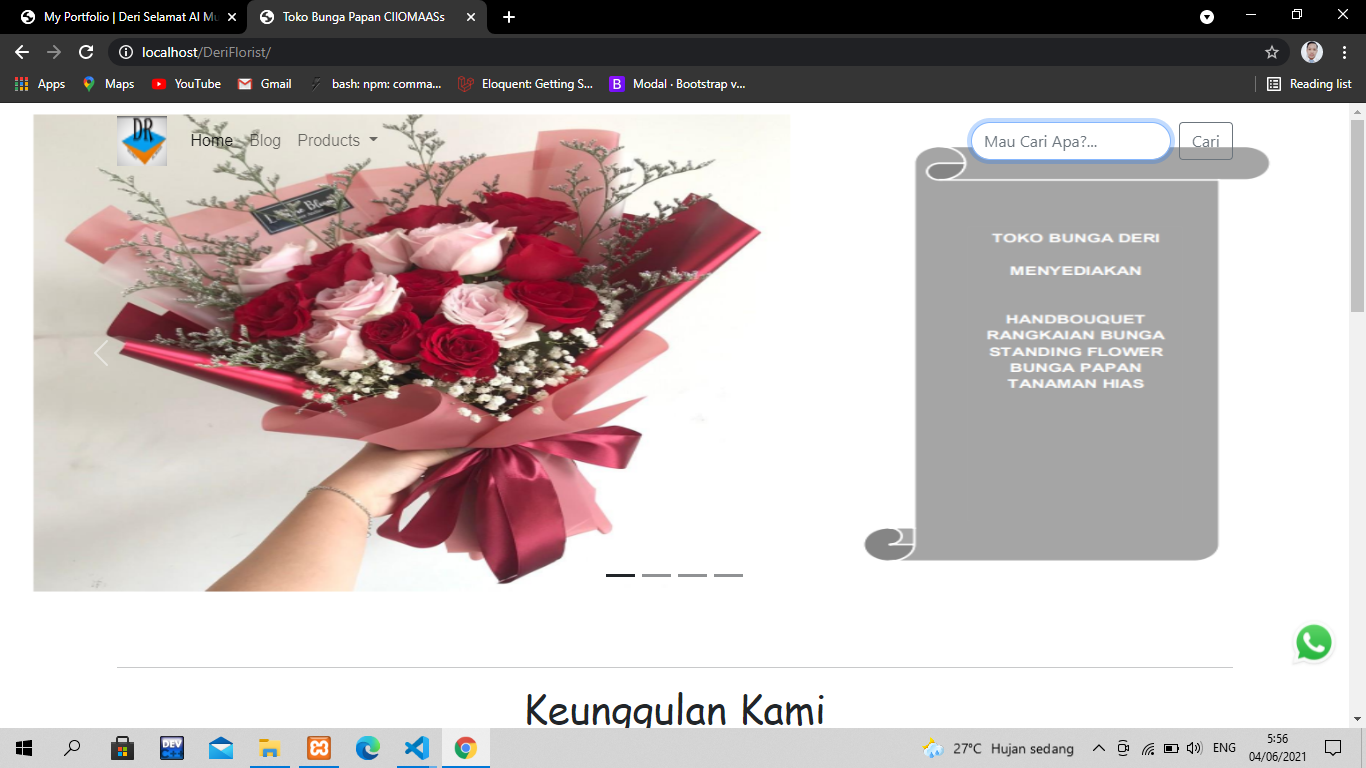 My Portfolio | Deri Selamat Al Mu
Toko Bunga Papan CIIOMAASs
localhost/DeriFlorist/
Apps
Maps
YouTube
Gmail
bash: npm: comma...
Eloquent: Getting S...
Modal · Bootstrap v...
Reading list
DR
Home
Blog
Products
Mau Cari Apa?...
Cari
TOKO BUNGA DERI
MENYEDIAKAN
HANDBOUQUET
RANGKAIAN BUNGA
STANDING FLOWER
BUNGA PAPAN
TANAMAN HIAS
Keunggulan Kami
DEV
27°C Hujan sedang
ENG
5:56
04/06/2021